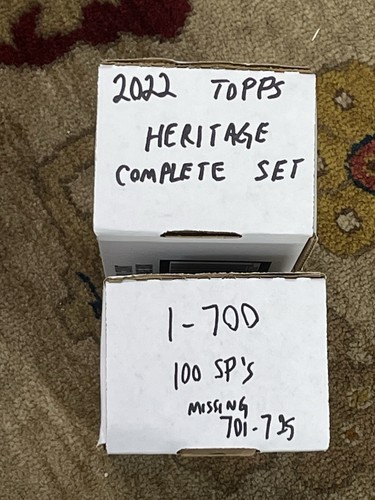 2022 TOPPS
HERITAGE
COMPLETE SET
1-700
100 SP'S
MISSING
701-725